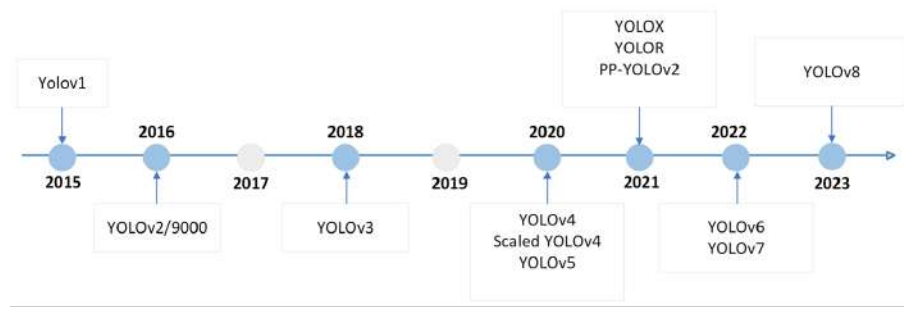 YOLOX
YOLOR
PP-YOLOv2
YOLOv8
Yolov1
2016
2018
2020
2022
2015
2017
2019
2021
2023
YOLOv2/9000
YOLOv3
YOLOv4
Scaled YOLOv4
YOLOv5
YOLOv6
YOLOv7